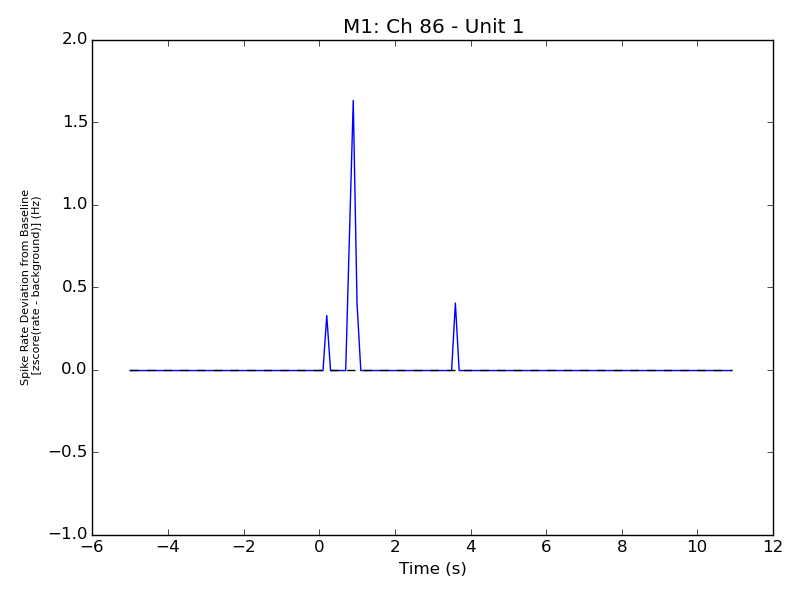 M1: Ch 86 - Unit 1
2.0
1.5
1.0
0.5
0.0
−0.5
−1.0
Spike Rate Deviation from Baseline
[zscore(rate - background)] (Hz)
−6 −4 −2 0 2 4 6 8 10 12
Time (s)